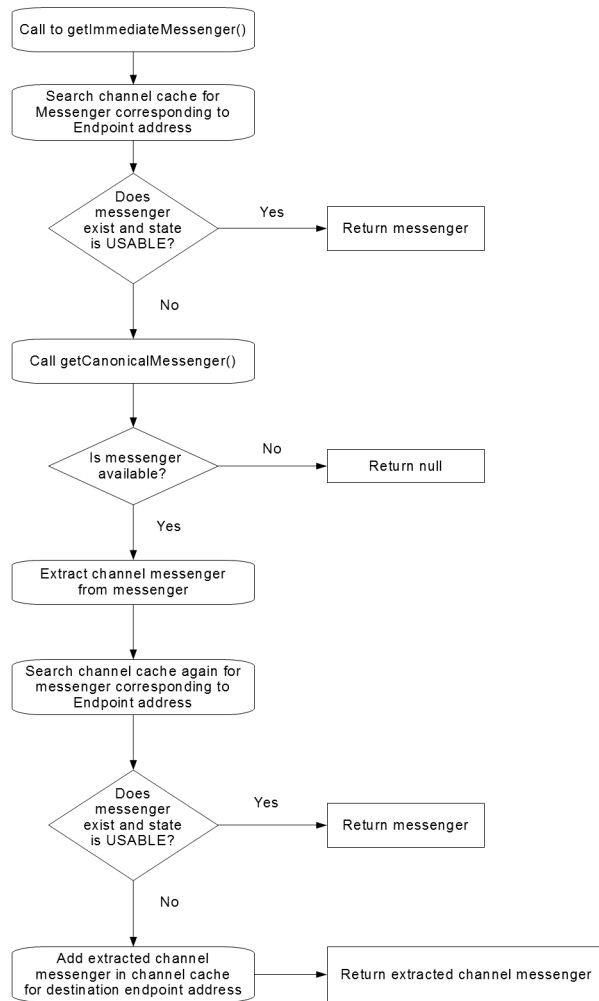 Call to getImmediateMessenger()
Search channel cache for
Messenger corresponding to
Endpoint address
Does
messenger
exist and state
is USABLE?
Yes
Return messenger
No
Call getCanonicalMessenger()
Is messenger
available?
No
Return null
Yes
Extract channel messenger
from messenger
Search channel cache again for
messenger corresponding to
Endpoint address
Does
messenger
exist and state
is USABLE?
Yes
Return messenger
No
Add extracted channel
messenger in channel cache
for destination endpoint address
Return extracted channel messenger